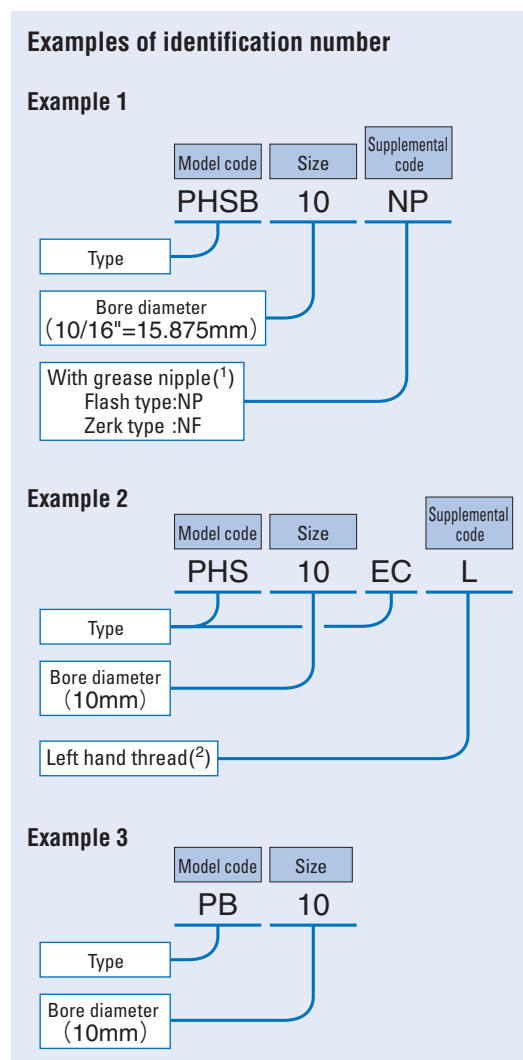 Examples of identification number
Example 1
Model code Size Supplemental code
PHSB 10 NP
Type
Bore diameter
(10/16"=15.875mm)
With grease nipple(¹)
Flash type:NP
Zerk type :NF
Example 2
Model code Size Supplemental code
PHS 10 EC L
Type
Bore diameter
(10mm)
Left hand thread(²)
Example 3
Model code Size
PB 10
Type
Bore diameter
(10mm)